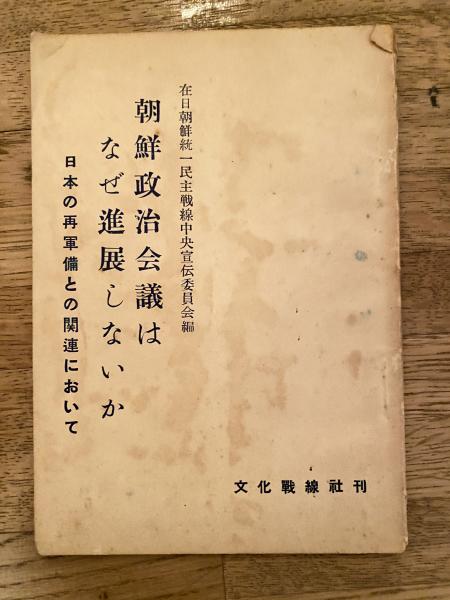 在日朝鮮統一民主戦線中央宣伝委員会編
朝鮮政治会議は
なぜ進展しないか
日本の再軍備との関連において
文化戰線社刊